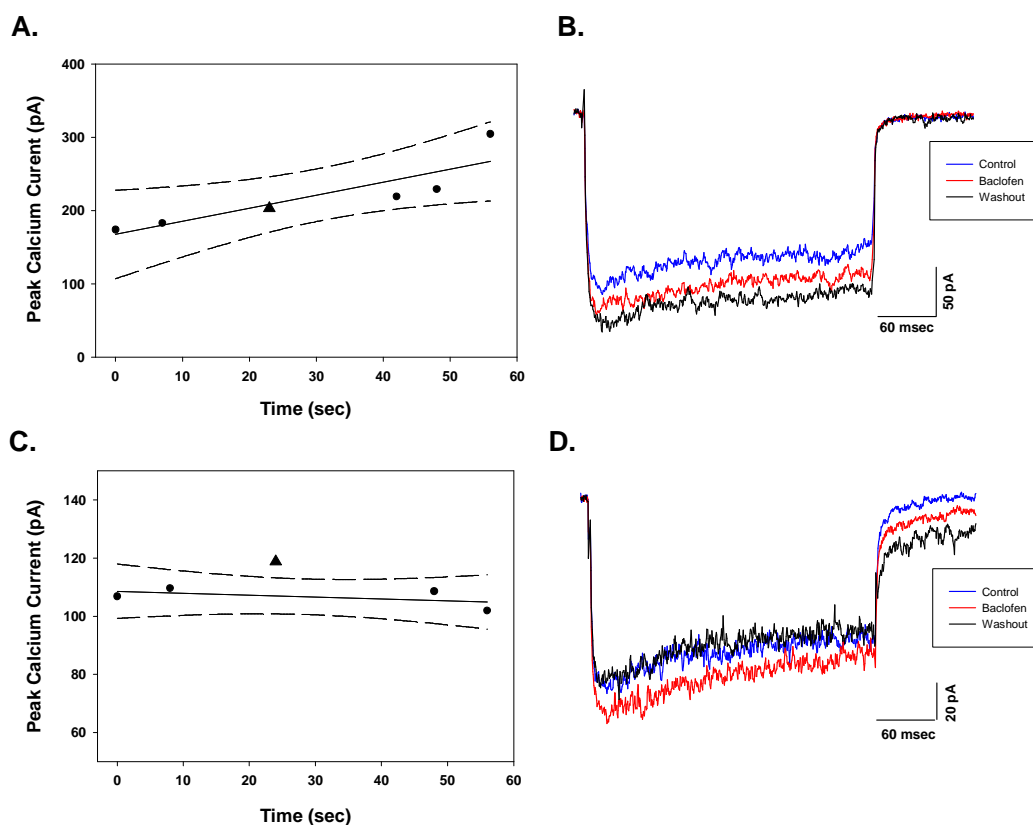 A.
B.
Peak Calcium Current (pA)
400
300
200
100
0
0 10 20 30 40 50 60
Time (sec)
Control
Baclofen
Washout
50 pA
60 msec
C.
D.
Peak Calcium Current (pA)
140
120
100
80
60
0 10 20 30 40 50 60
Time (sec)
Control
Baclofen
Washout
20 pA
60 msec